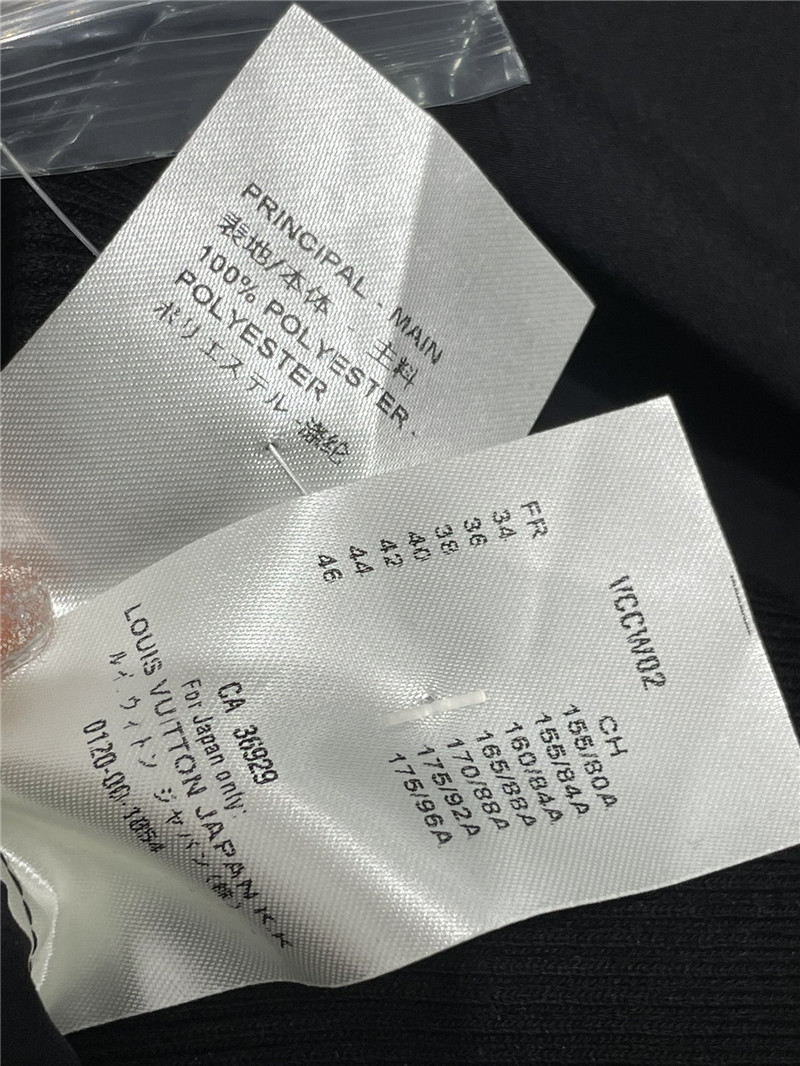 PRINCIPAL - MAIN
表地/本体 - 主料
100% POLYESTER -
POLYESTER
ポリエステル -涤纶
VCCW02
FR
34
36
38
40
42
44
46
CH
155/80A
155/84A
160/84A
165/88A
170/88A
175/92A
175/96A
CA 36929
For Japan only:
LOUIS VUITTON JAPAN K.K
ルイ. ヴィトン ジャパン(株)
0120-00-1854